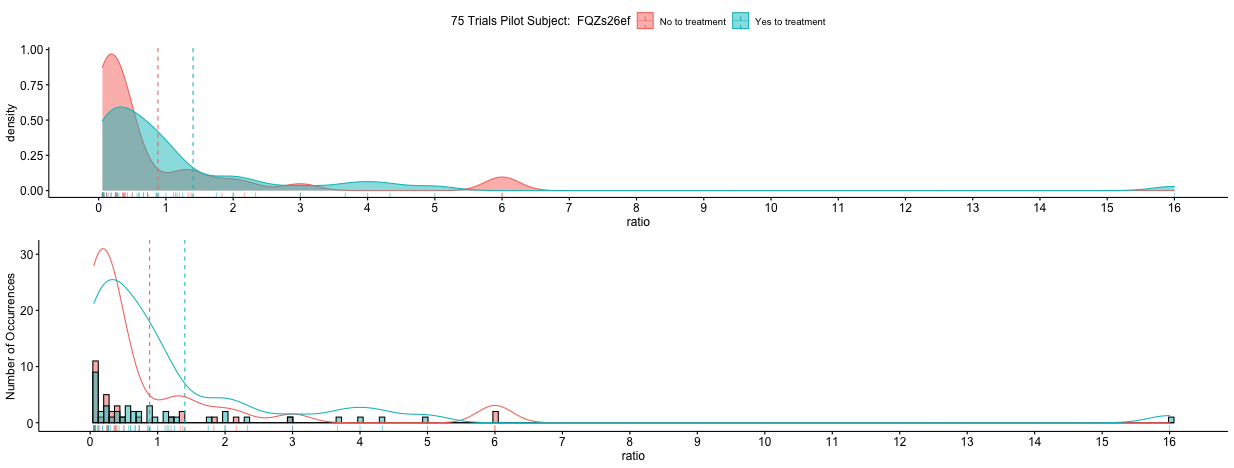 75 Trials Pilot Subject: FQZs26ef No to treatment Yes to treatment
density
1.00
0.75
0.50
0.25
0.00
0 1 2 3 4 5 6 7 8 9 10 11 12 13 14 15 16
ratio
Number of Occurrences
30
20
10
0
0 1 2 3 4 5 6 7 8 9 10 11 12 13 14 15 16
ratio